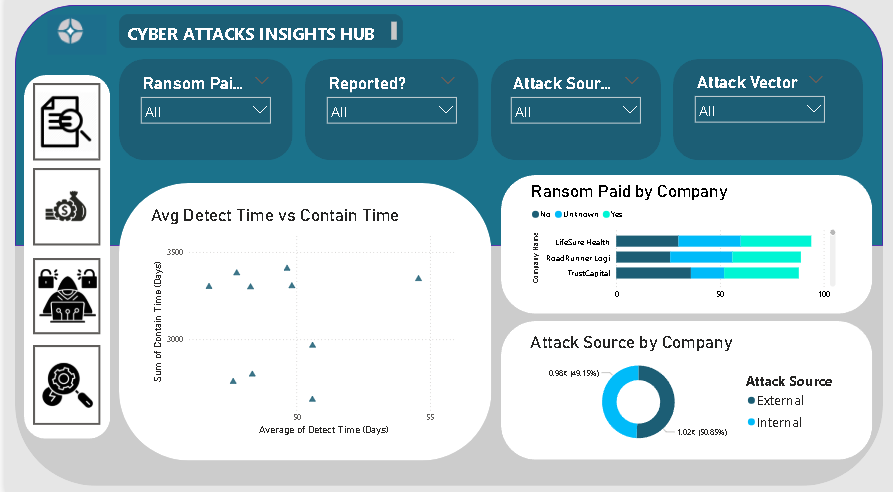 CYBER ATTACKS INSIGHTS HUB
Ransom Pai...
All
Reported?
All
Attack Sour...
All
Attack Vector
All
Avg Detect Time vs Contain Time
Sum of Contain Time (Days)
3500
3000
50
55
Average of Detect Time (Days)
Ransom Paid by Company
No Unknown Yes
Company Name
LifeSure Health
RoadRunner Logi
TrustCapital
0 50 100
Attack Source by Company
0.98K (49.15%)
1.02K (50.85%)
Attack Source
External
Internal